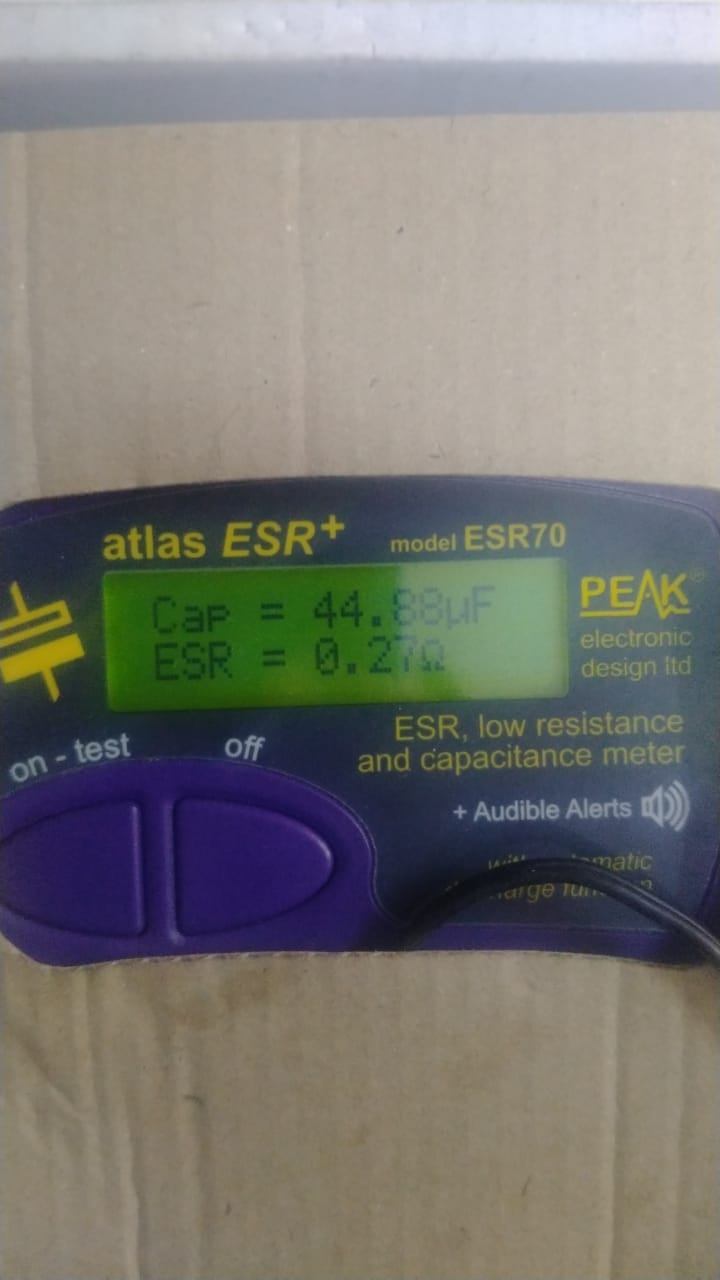 atlas ESR+
model ESR70
Cap = 44.88µF
ESR = 0.27Ω
PEAK®
electronic
design ltd
on - test
off
ESR, low resistance
and capacitance meter
+ Audible Alerts